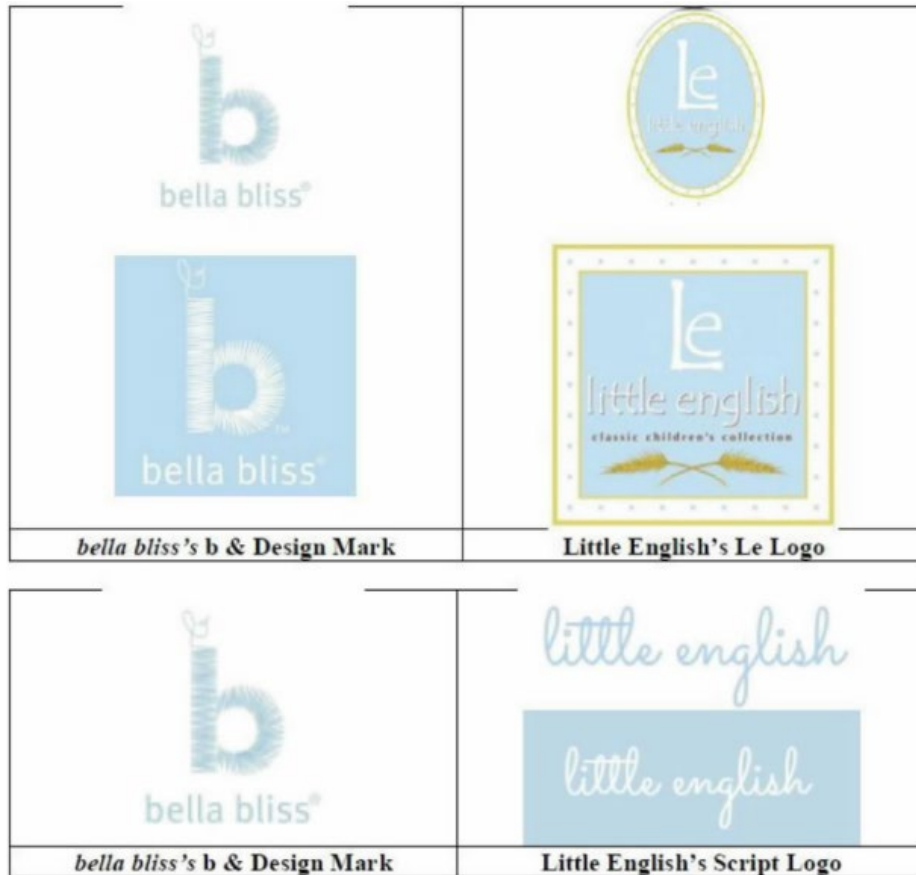 b
bella bliss®
b™
bella bliss®
Le
little english
Le
little english
classic children's collection
bella bliss's b & Design Mark
Little English's Le Logo
b
bella bliss®
little english
little english
bella bliss's b & Design Mark
Little English's Script Logo